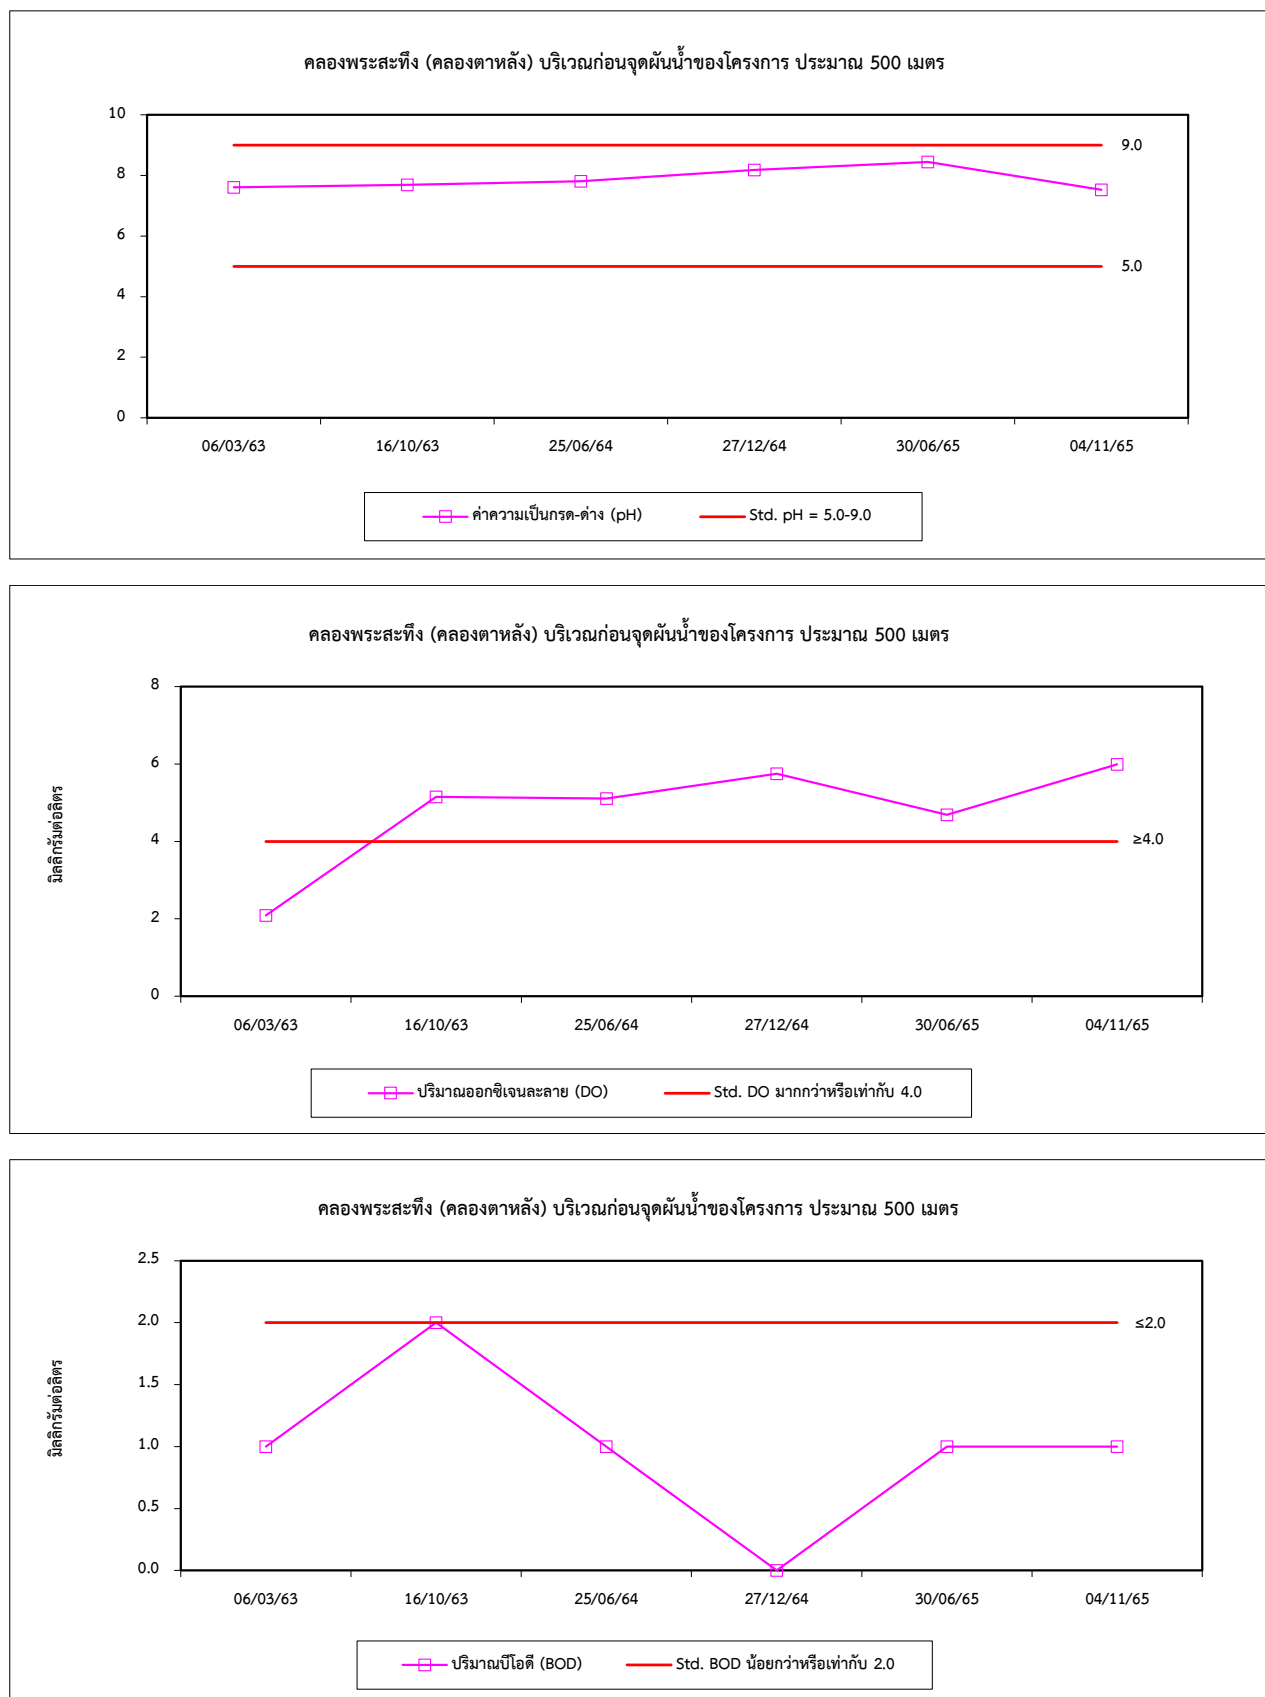 คลองพระสะทึง (คลองตาหลัง) บริเวณก่อนจุดผันน้ำของโครงการ ประมาณ 500 เมตร
10
8
6
4
2
0
9.0
5.0
06/03/63 16/10/63 25/06/64 27/12/64 30/06/65 04/11/65
ค่าความเป็นกรด-ด่าง (pH) Std. pH = 5.0-9.0
คลองพระสะทึง (คลองตาหลัง) บริเวณก่อนจุดผันน้ำของโครงการ ประมาณ 500 เมตร
มิลลิกรัมต่อลิตร
8
6
4
2
0
≥4.0
06/03/63 16/10/63 25/06/64 27/12/64 30/06/65 04/11/65
ปริมาณออกซิเจนละลาย (DO) Std. DO มากกว่าหรือเท่ากับ 4.0
คลองพระสะทึง (คลองตาหลัง) บริเวณก่อนจุดผันน้ำของโครงการ ประมาณ 500 เมตร
มิลลิกรัมต่อลิตร
2.5
2.0
1.5
1.0
0.5
0.0
≤2.0
06/03/63 16/10/63 25/06/64 27/12/64 30/06/65 04/11/65
ปริมาณบีโอดี (BOD) Std. BOD น้อยกว่าหรือเท่ากับ 2.0